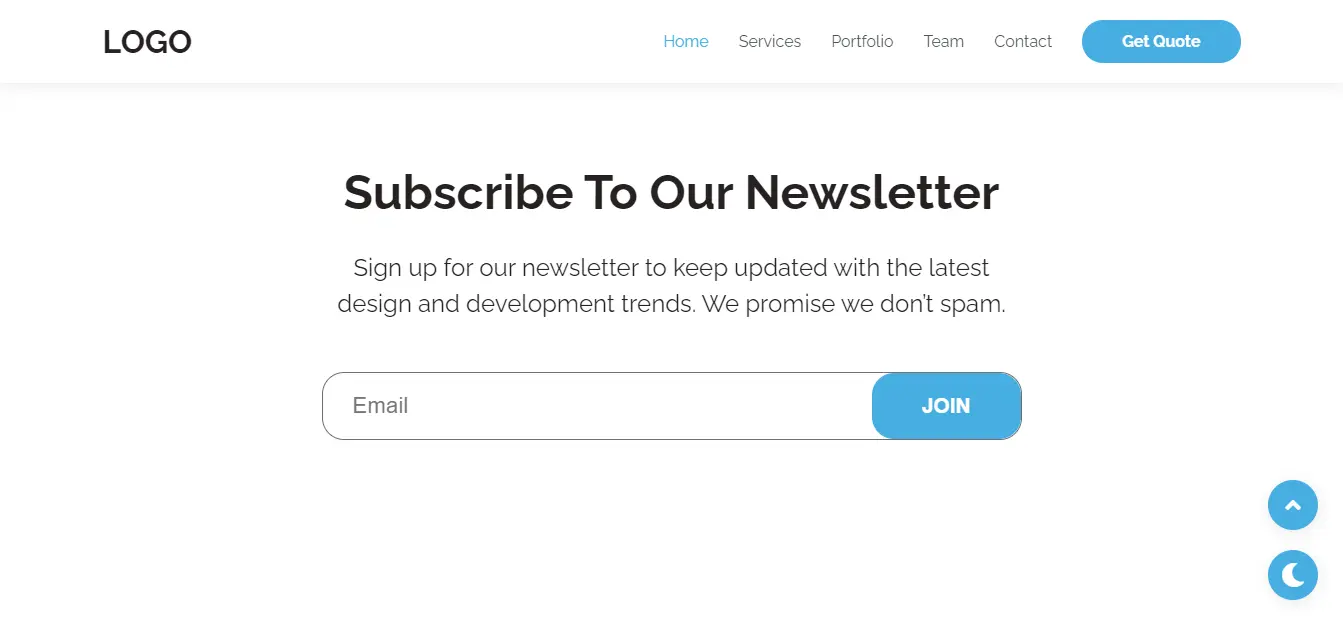 LOGO
Home Services Portfolio Team Contact Get Quote
Subscribe To Our Newsletter
Sign up for our newsletter to keep updated with the latest
design and development trends. We promise we don’t spam.
Email JOIN